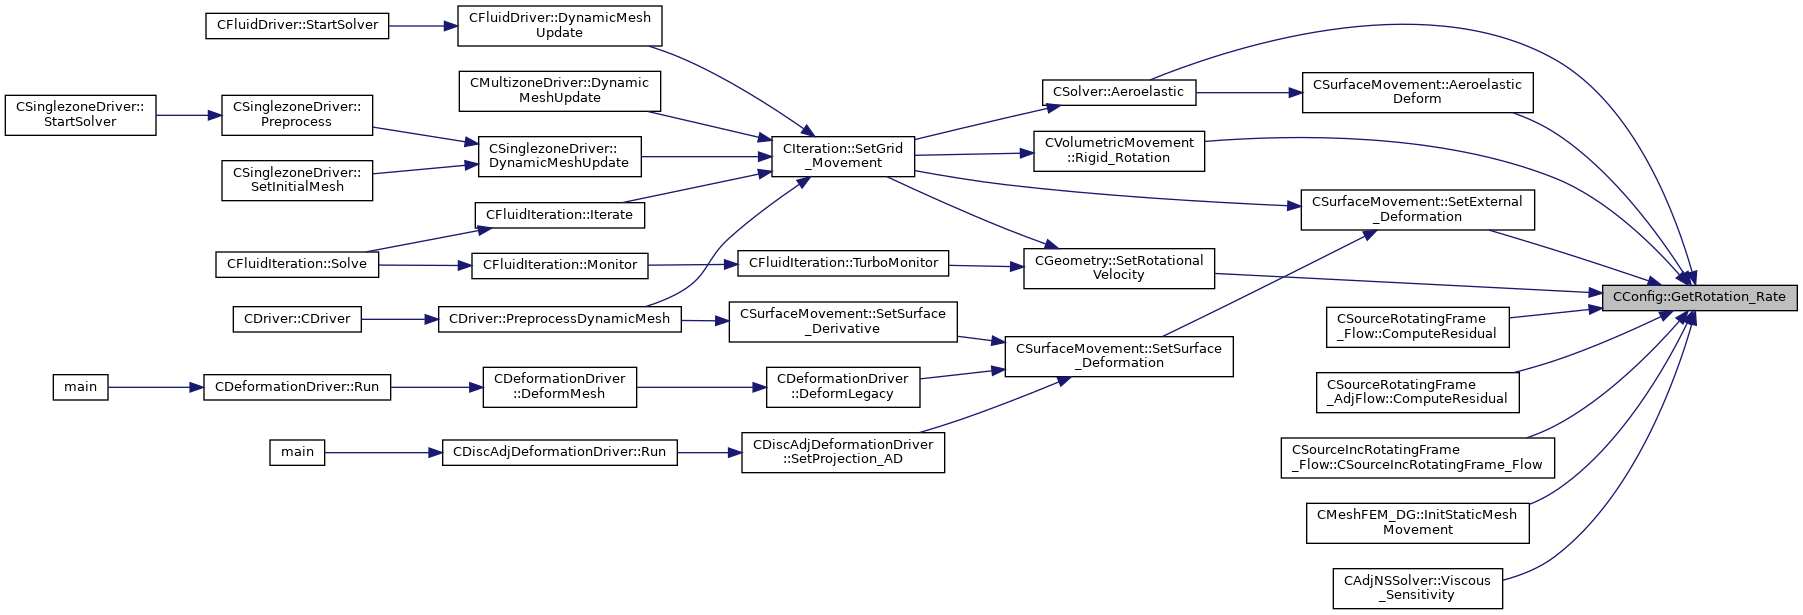 CFluidDriver::StartSolver
CFluidDriver::DynamicMesh
Update
CMultizoneDriver::Dynamic
MeshUpdate
CSinglezoneDriver::
StartSolver
CSinglezoneDriver::
Preprocess
CSinglezoneDriver::
SetInitialMesh
CSinglezoneDriver::
DynamicMeshUpdate
CFluidIteration::Iterate
CFluidIteration::Solve
CFluidIteration::Monitor
CFluidIteration::TurboMonitor
CDriver::CDriver
CDriver::PreprocessDynamicMesh
CSurfaceMovement::SetSurface
_Derivative
main
CDeformationDriver::Run
CDeformationDriver
::DeformMesh
CDeformationDriver
::DeformLegacy
main
CDiscAdjDeformationDriver::Run
CDiscAdjDeformationDriver
::SetProjection_AD
CIteration::SetGrid
_Movement
CSolver::Aeroelastic
CVolumetricMovement
::Rigid_Rotation
CGeometry::SetRotational
Velocity
CSurfaceMovement::SetSurface
_Deformation
CSurfaceMovement::Aeroelastic
Deform
CSurfaceMovement::SetExternal
_Deformation
CSourceRotatingFrame
_Flow::ComputeResidual
CSourceRotatingFrame
_AdjFlow::ComputeResidual
CSourceIncRotatingFrame
_Flow::CSourceIncRotatingFrame_Flow
CMeshFEM_DG::InitStaticMesh
Movement
CAdjNSSolver::Viscous
_Sensitivity
CConfig::GetRotation_Rate